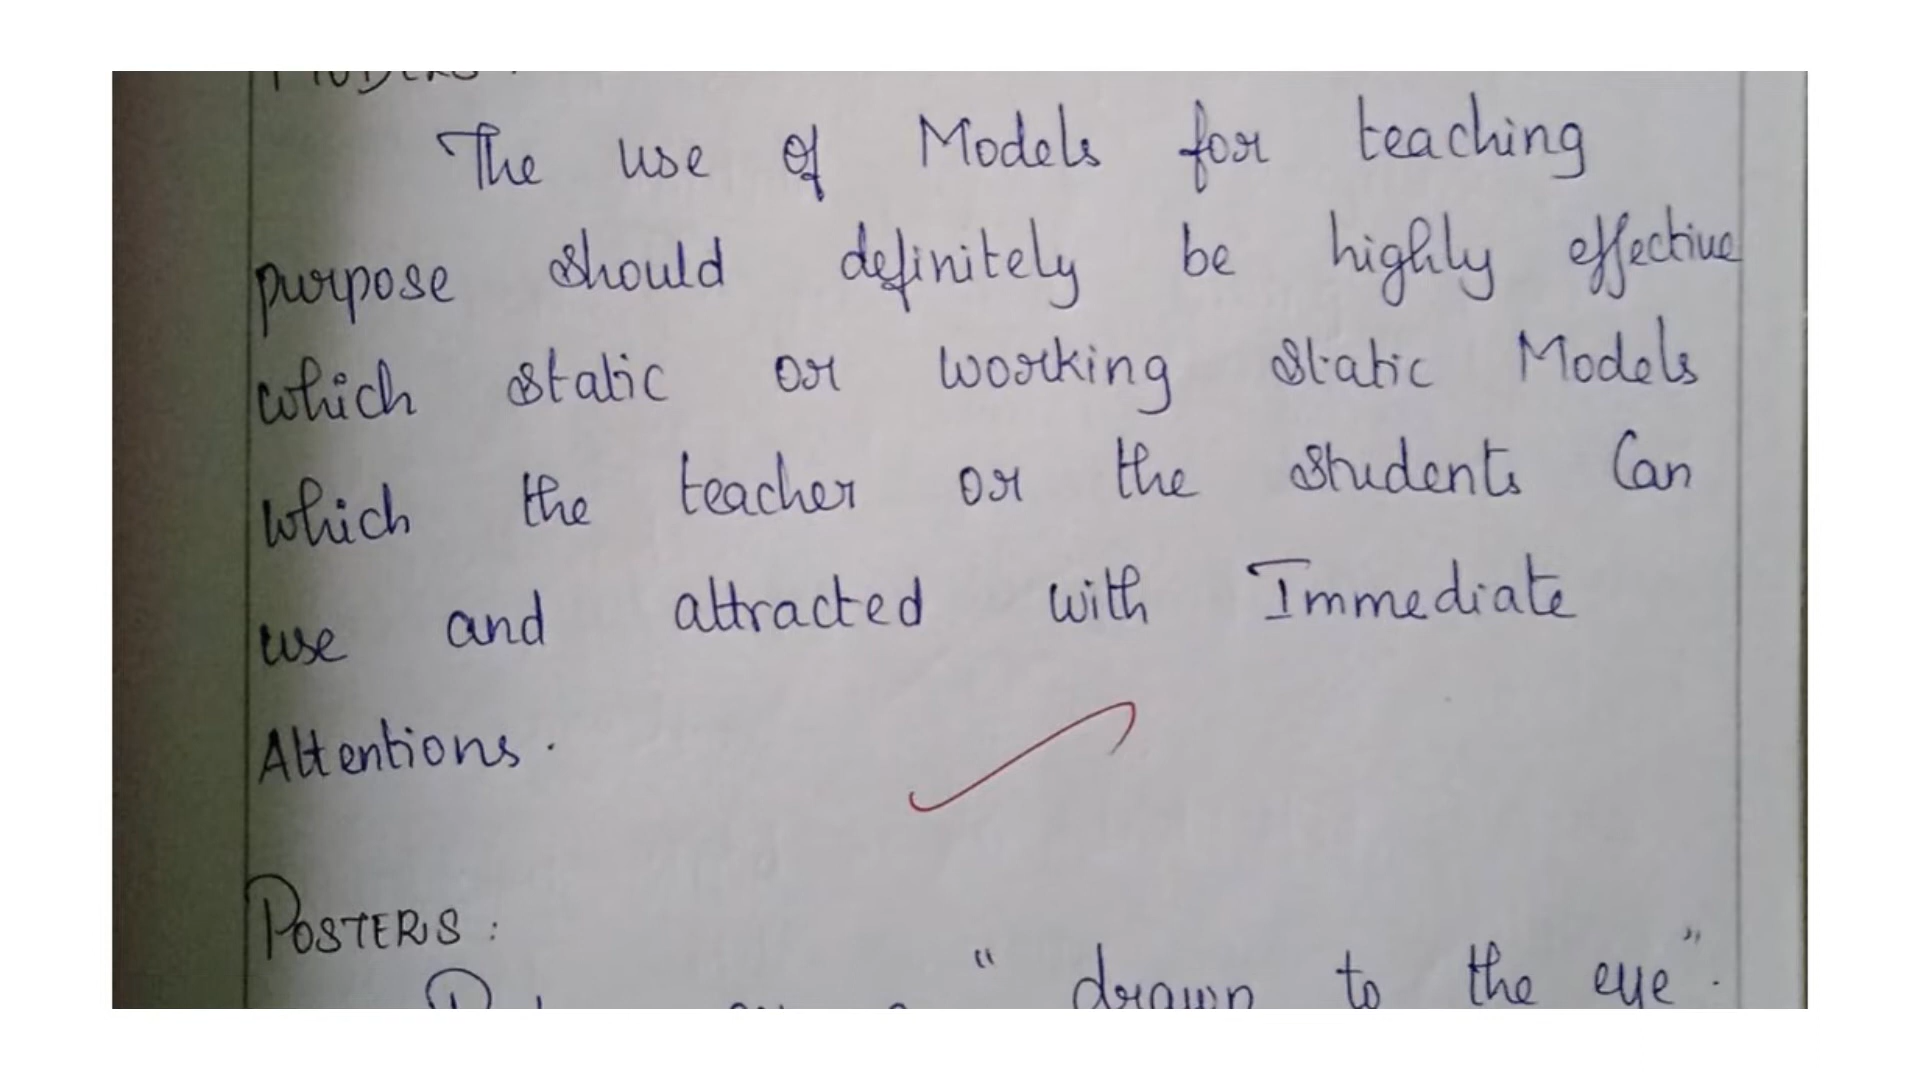 MODELS :
The use of Models for teaching
purpose should definitely be highly effective
which static or working static Models
which the teacher or the students Can
use and attracted with Immediate
Attentions.
POSTERS :
" drawn to the eye".